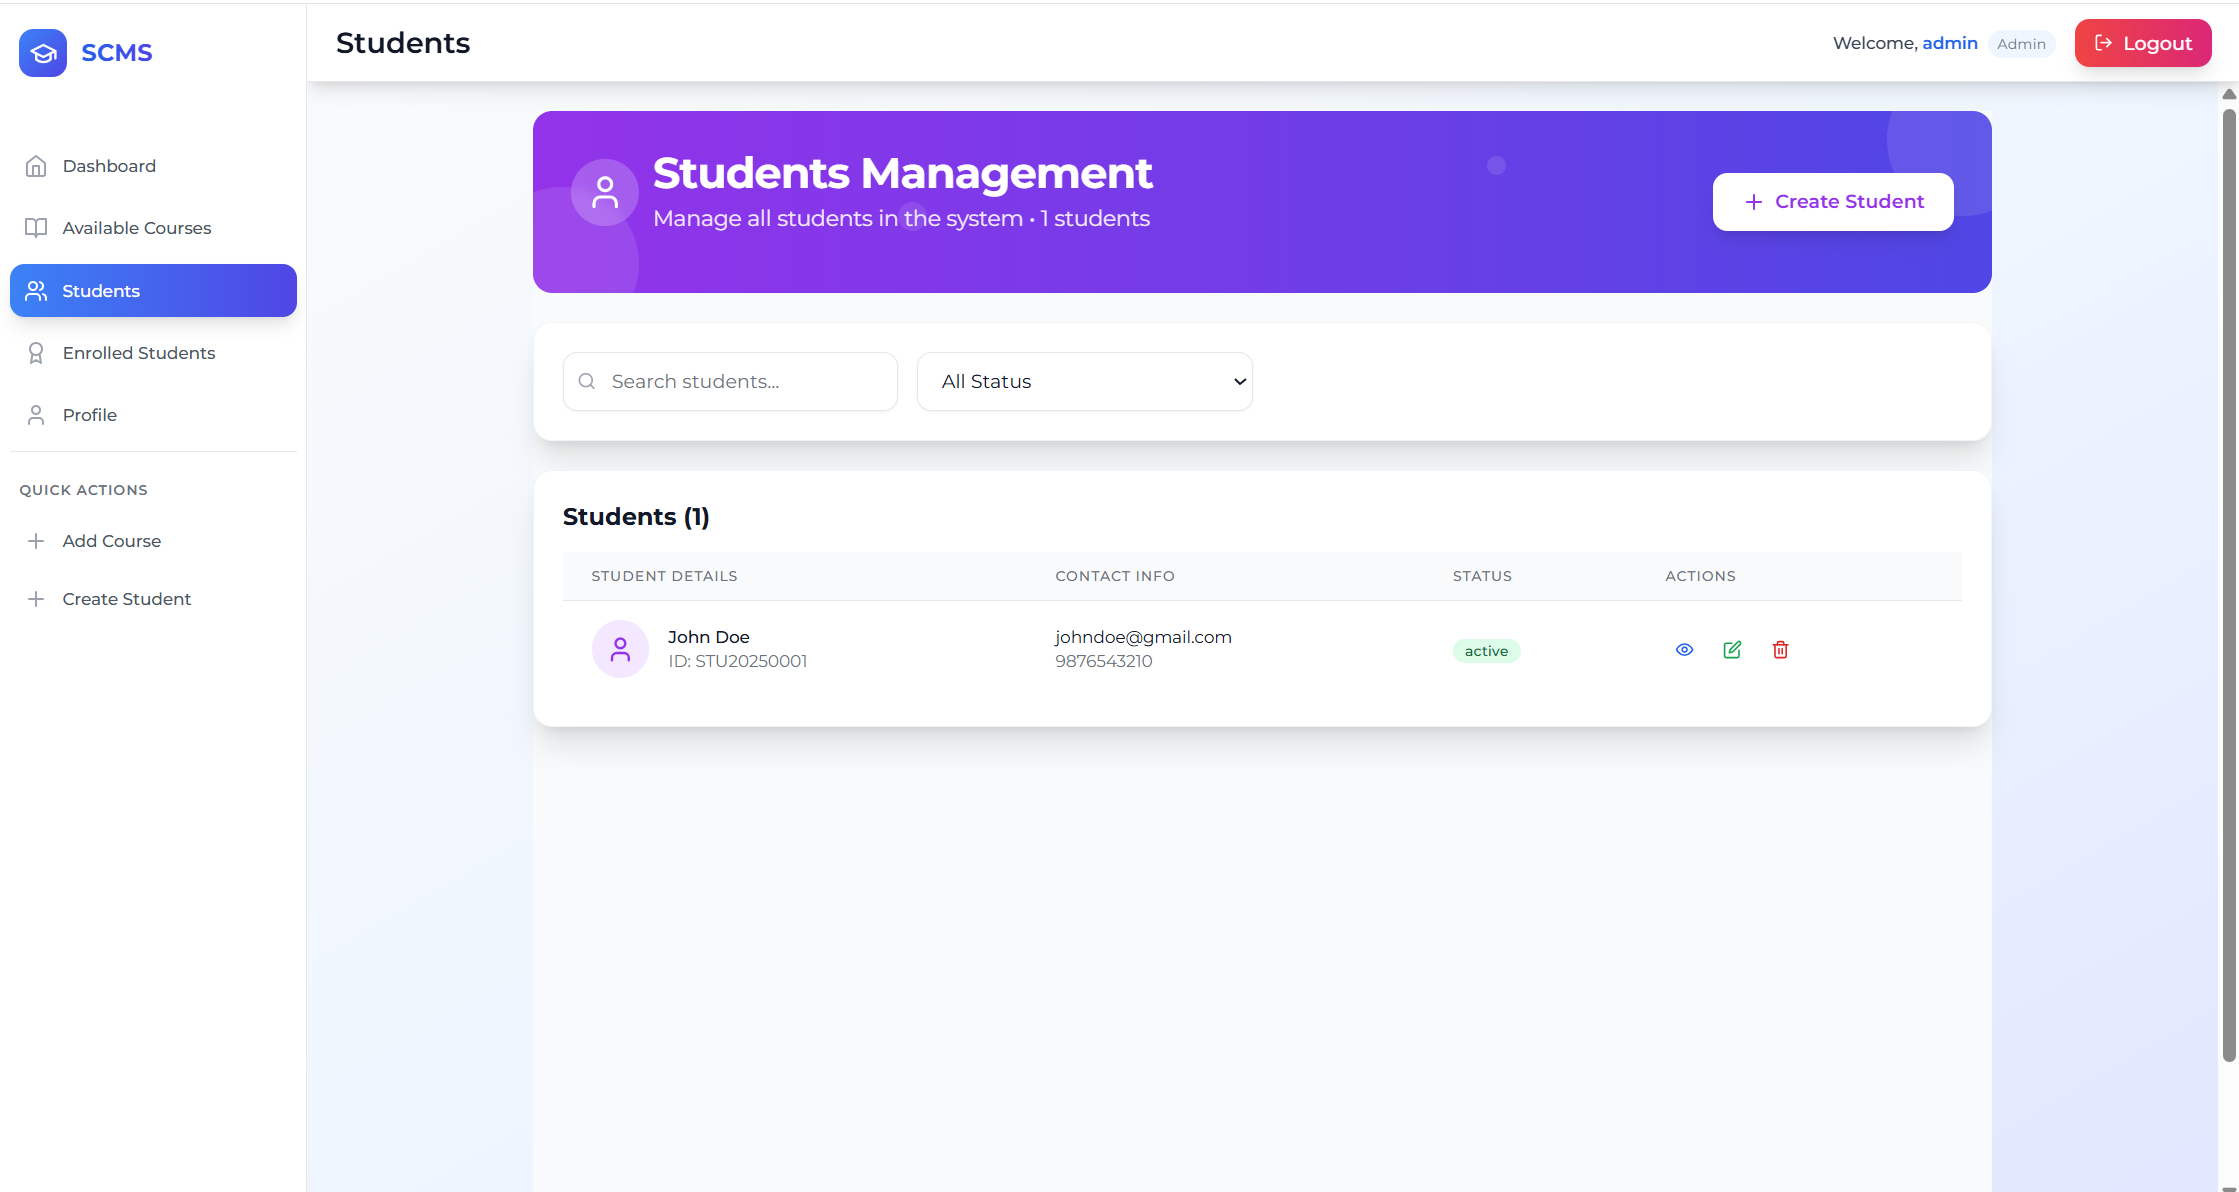 SCMS
Students
Welcome, admin Admin
Logout
Dashboard
Available Courses
Students
Enrolled Students
Profile
QUICK ACTIONS
Add Course
Create Student
Students Management
Manage all students in the system • 1 students
Create Student
Search students...
All Status
Students (1)
STUDENT DETAILS CONTACT INFO STATUS ACTIONS
John Doe
ID: STU20250001
johndoe@gmail.com
9876543210
active